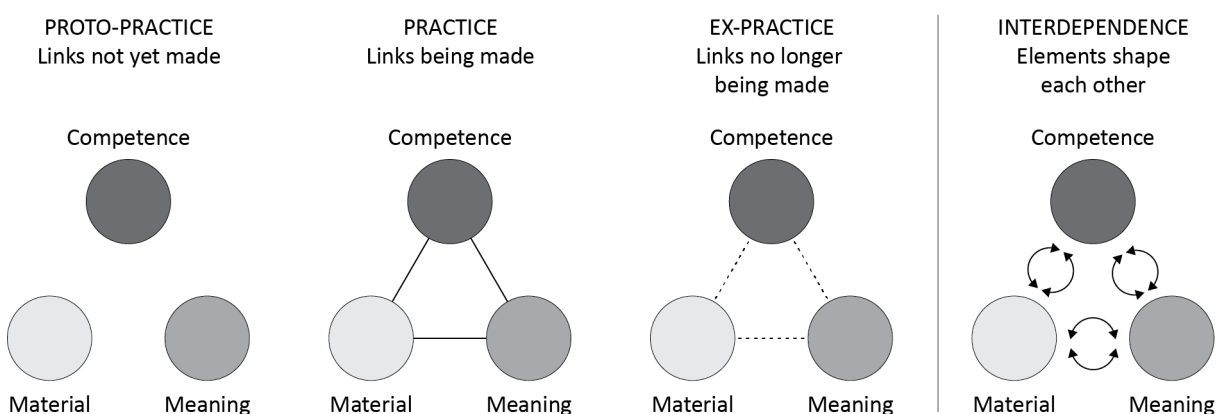 PROTO-PRACTICE
Links not yet made
Competence
Material
Meaning
PRACTICE
Links being made
Competence
Material
Meaning
EX-PRACTICE
Links no longer
being made
Competence
Material
Meaning
INTERDEPENDENCE
Elements shape
each other
Competence
Material
Meaning